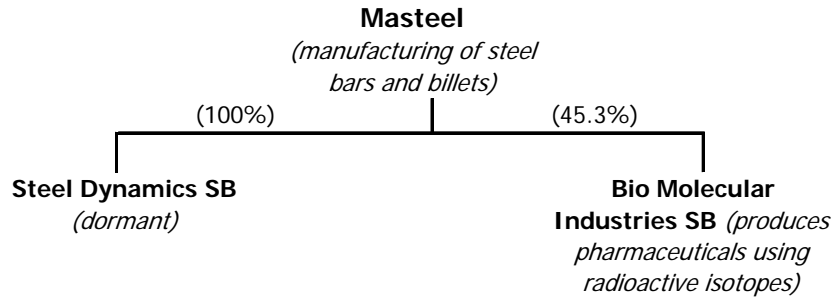 Masteel
(manufacturing of steel
bars and billets)
(100%)
(45.3%)
Steel Dynamics SB
(dormant)
Bio Molecular
Industries SB (produces
pharmaceuticals using
radioactive isotopes)